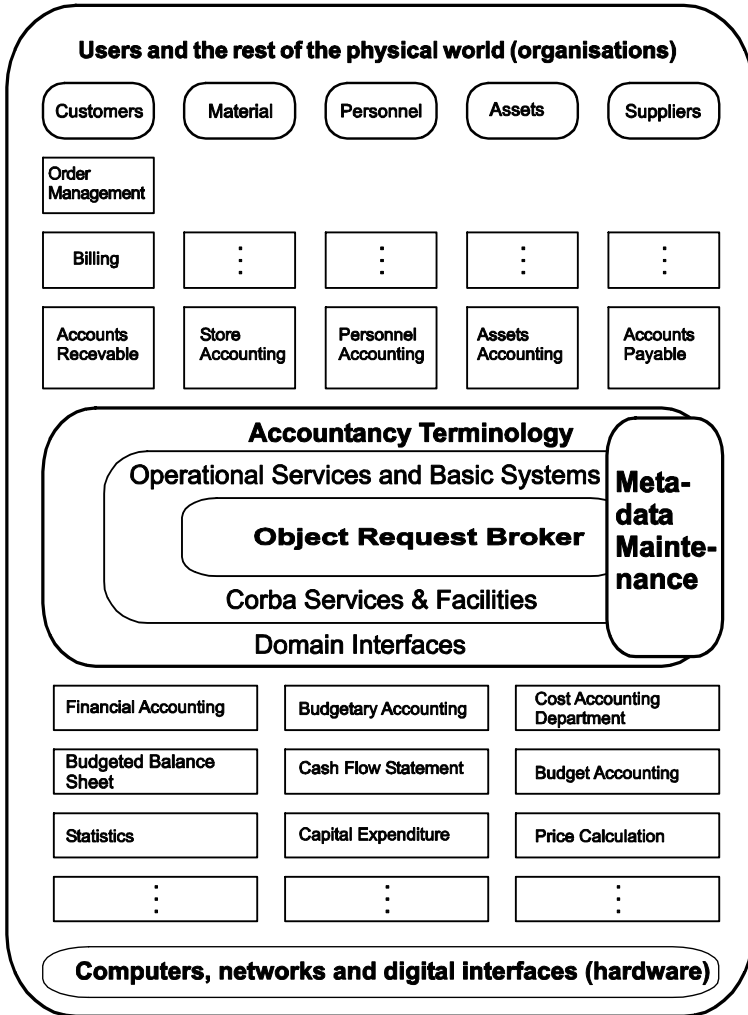 Users and the rest of the physical world (organisations)
Customers
Material
Personnel
Assets
Suppliers
Order
Management
Billing
⋮
⋮
⋮
⋮
Accounts
Recevable
Store
Accounting
Personnel
Accounting
Assets
Accounting
Accounts
Payable
Accountancy Terminology
Operational Services and Basic Systems
Object Request Broker
Corba Services & Facilities
Domain Interfaces
Meta-
data
Mainte-
nance
Financial Accounting
Budgetary Accounting
Cost Accounting
Department
Budgeted Balance
Sheet
Cash Flow Statement
Budget Accounting
Statistics
Capital Expenditure
Price Calculation
⋮
⋮
⋮
Computers, networks and digital interfaces (hardware)